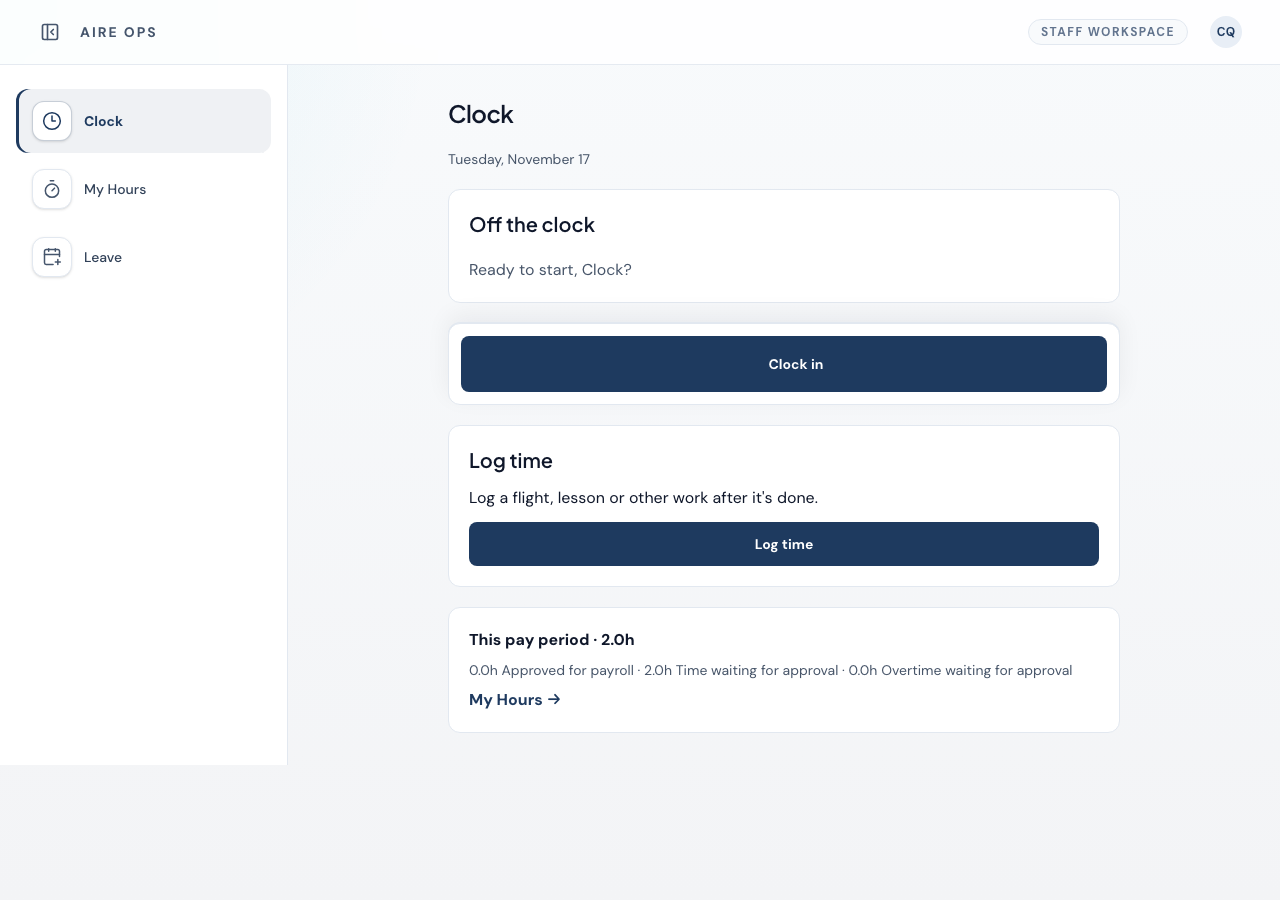 AIRE OPS
STAFF WORKSPACE
CQ
Clock
My Hours
Leave
Clock
Tuesday, November 17
Off the clock
Ready to start, Clock?
Clock in
Log time
Log a flight, lesson or other work after it's done.
Log time
This pay period · 2.0h
0.0h Approved for payroll · 2.0h Time waiting for approval · 0.0h Overtime waiting for approval
My Hours →